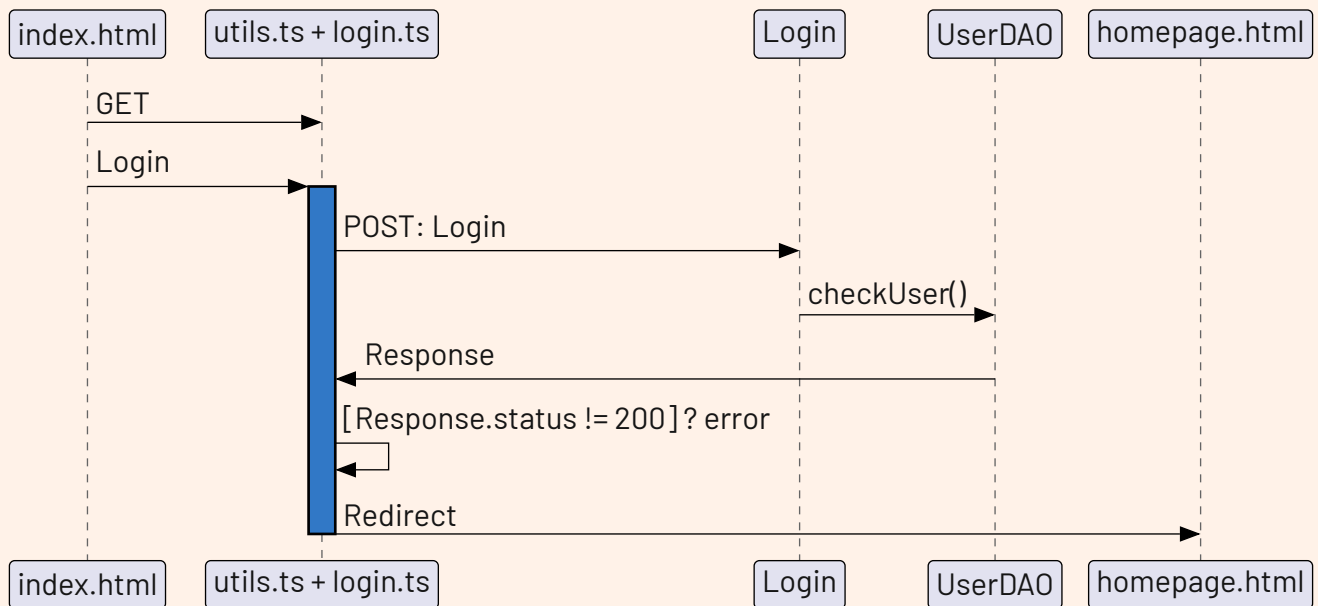 index.html
utils.ts + login.ts
Login
UserDAO
homepage.html
GET
Login
POST: Login
checkUser()
Response
[Response.status != 200] ? error
Redirect
index.html
utils.ts + login.ts
Login
UserDAO
homepage.html